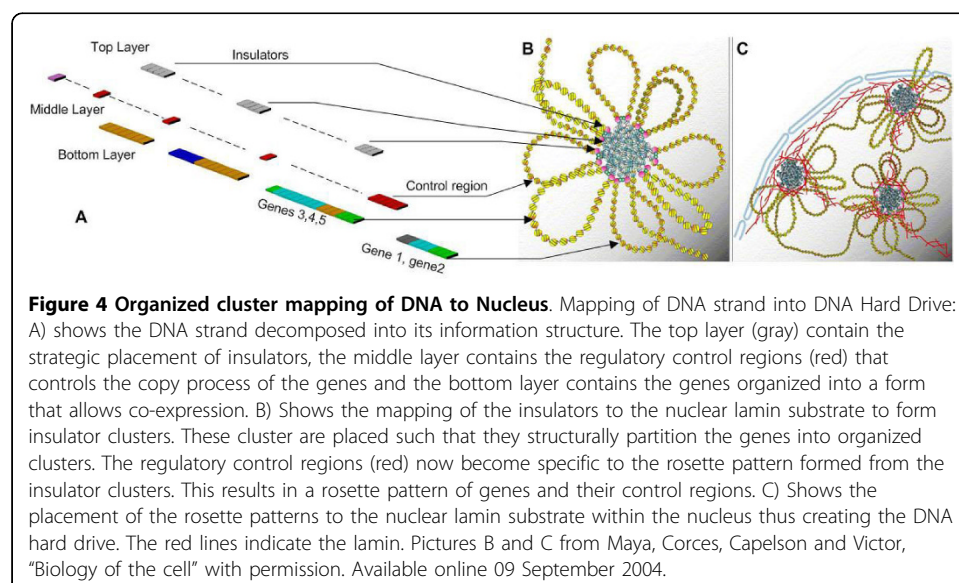 Top Layer
Insulators
B
C
Middle Layer
Bottom Layer
Control region
A
Genes 3,4,5
Gene 1, gene2
Figure 4 Organized cluster mapping of DNA to Nucleus. Mapping of DNA strand into DNA Hard Drive:
A) shows the DNA strand decomposed into its information structure. The top layer (gray) contain the
strategic placement of insulators, the middle layer contains the regulatory control regions (red) that
controls the copy process of the genes and the bottom layer contains the genes organized into a form
that allows co-expression. B) Shows the mapping of the insulators to the nuclear lamin substrate to form
insulator clusters. These cluster are placed such that they structurally partition the genes into organized
clusters. The regulatory control regions (red) now become specific to the rosette pattern formed from the
insulator clusters. This results in a rosette pattern of genes and their control regions. C) Shows the
placement of the rosette patterns to the nuclear lamin substrate within the nucleus thus creating the DNA
hard drive. The red lines indicate the lamin. Pictures B and C from Maya, Corces, Capelson and Victor,
"Biology of the cell" with permission. Available online 09 September 2004.